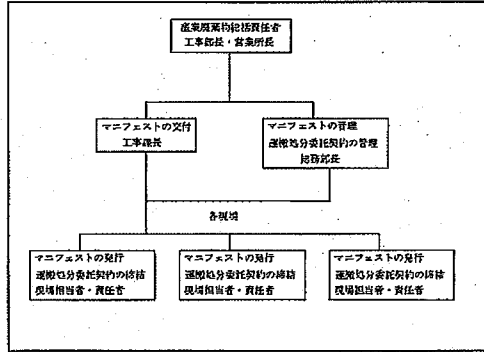 産業廃棄物総括責任者
工事部長・営業所長
マニフェストの交付
工事課長
マニフェストの管理
運搬処分委託契約の管理
総務部長
各現場
マニフェストの発行
運搬処分委託契約の締結
現場担当者・責任者
マニフェストの発行
運搬処分委託契約の締結
現場担当者・責任者
マニフェストの発行
運搬処分委託契約の締結
現場担当者・責任者